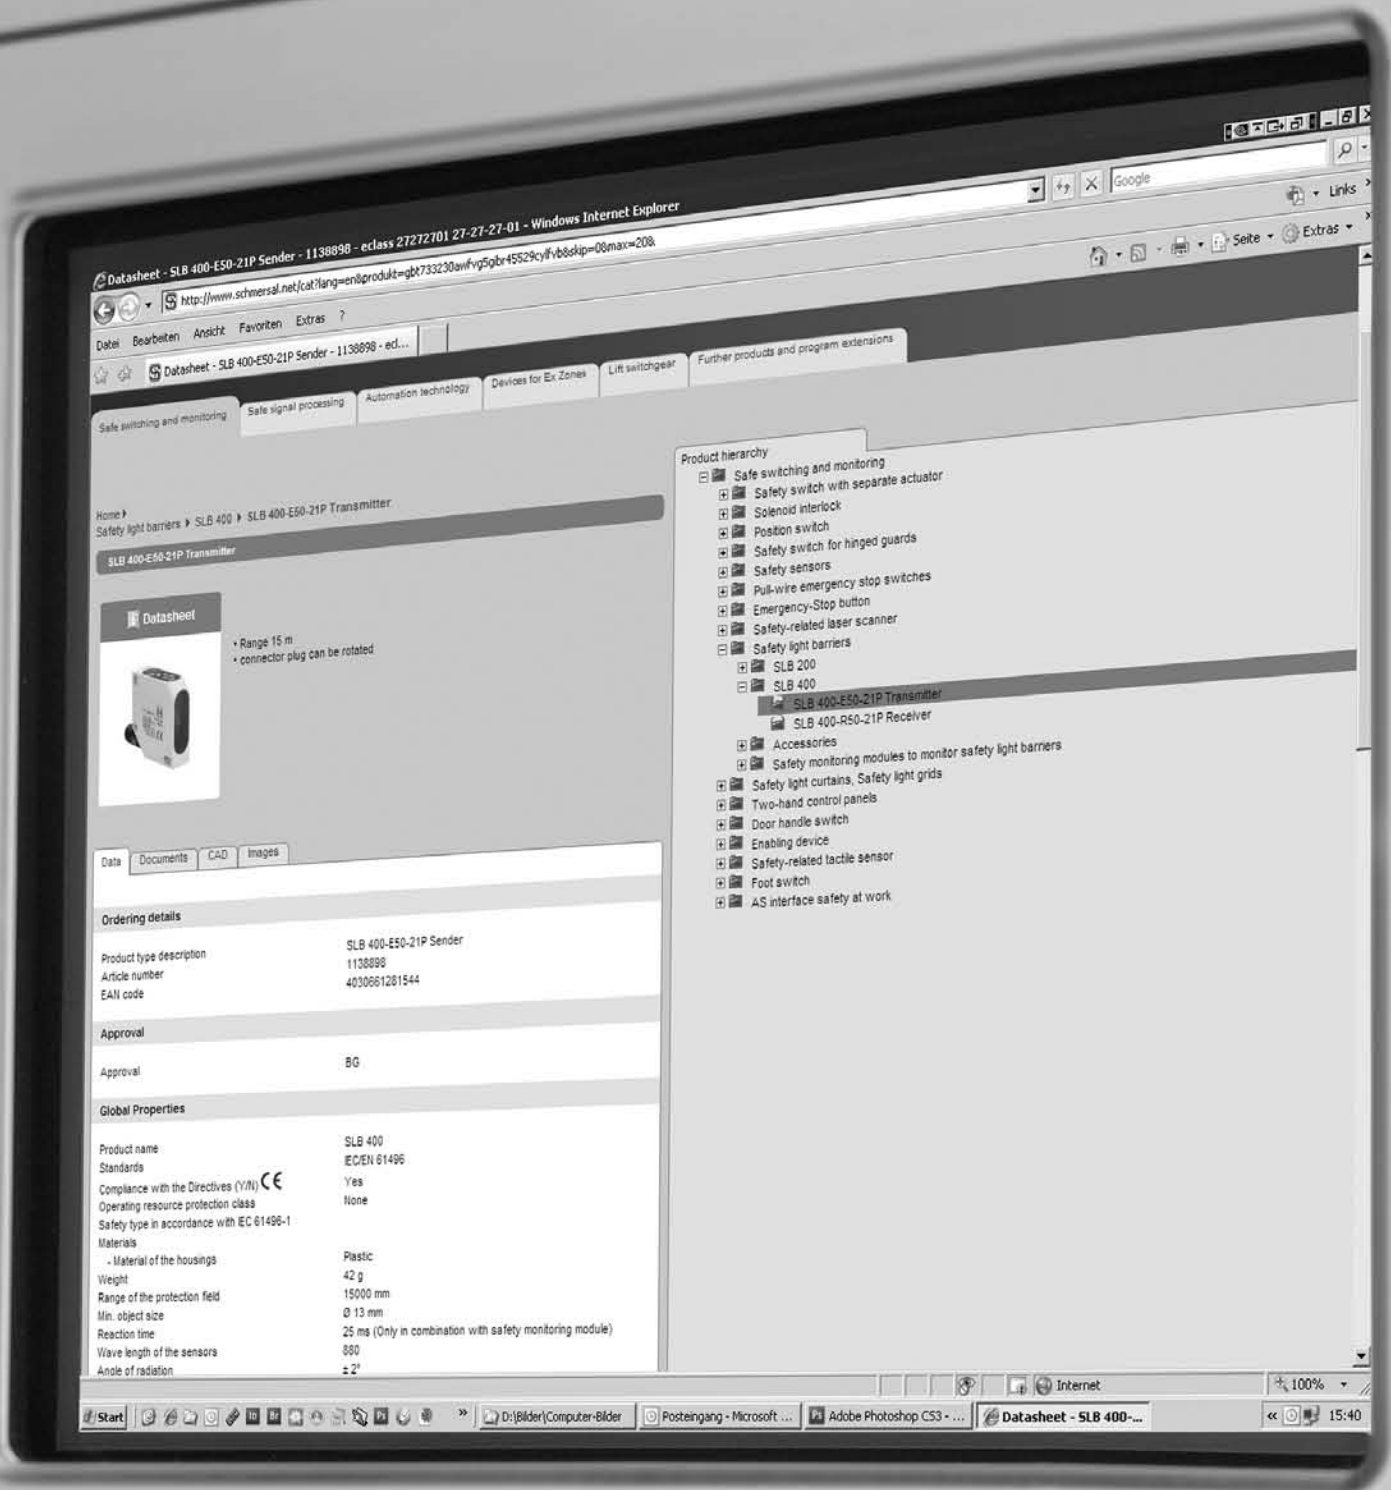 Datasheet - SLB 400-E50-21P Sender - 1138898 - eclass 27272701 27-27-27-01 - Windows Internet Explorer
Google
Links
Datei Bearbeiten Ansicht Favoriten Extras ?
Datasheet - SLB 400-E50-21P Sender - 1138898 - ecl...
Seite Extras
Safe switching and monitoring
Safe signal processing
Automation technology
Devices for Ex Zones
Lift switchgear
Further products and program extensions
Home
Safety light barriers SLB 400 SLB 400-E50-21P Transmitter
SLB 400-E50-21P Transmitter
Datasheet
• Range 15 m
• connector plug can be rotated
Product hierarchy
Safe switching and monitoring
Safety switch with separate actuator
Solenoid interlock
Position switch
Safety switch for hinged guards
Safety sensors
Pull-wire emergency stop switches
Emergency-Stop button
Safety-related laser scanner
Safety light barriers
SLB 200
SLB 400
SLB 400-E50-21P Transmitter
SLB 400-R50-21P Receiver
Accessories
Safety monitoring modules to monitor safety light barriers
Safety light curtains, Safety light grids
Two-hand control panels
Door handle switch
Enabling device
Safety-related tactile sensor
Foot switch
AS interface safety at work
Data Documents CAD Images
Ordering details
Product type description SLB 400-E50-21P Sender
Article number 1138898
EAN code 4030661281544
Approval
Approval BG
Global Properties
Product name SLB 400
Standards IEC/EN 61496
Compliance with the Directives (Y/N) CE Yes
Operating resource protection class None
Safety type in accordance with IEC 61496-1
Materials
- Material of the housings Plastic
Weight 42 g
Range of the protection field 15000 mm
Min. object size Ø 13 mm
Reaction time 25 ms (Only in combination with safety monitoring module)
Wave length of the sensors 880
Angle of radiation ± 2°
Internet 100%
Start » D:\Bilder\Computer-Bilder Posteingang - Microsoft ... Adobe Photoshop CS3 - ... Datasheet - SLB 400-... « 15:40